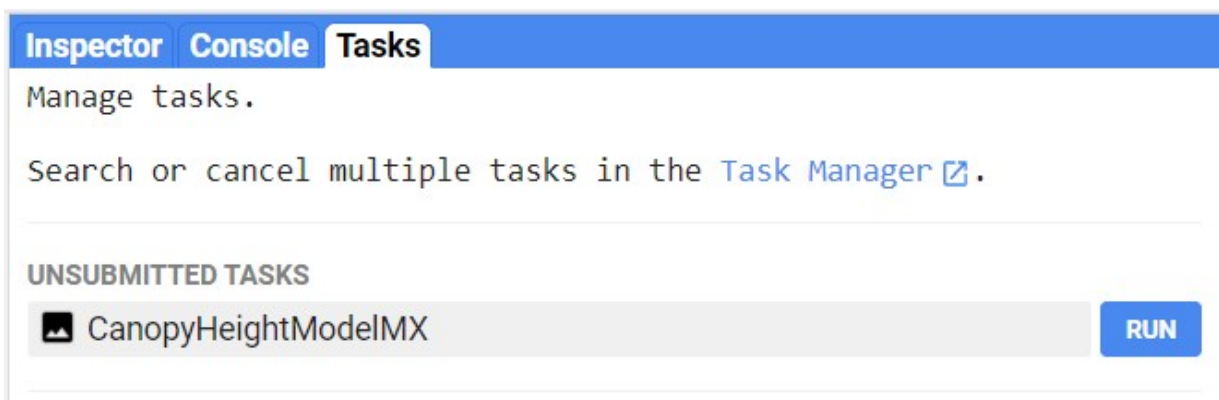 Inspector Console Tasks
Manage tasks.
Search or cancel multiple tasks in the Task Manager.
UNSUBMITTED TASKS
CanopyHeightModelMX RUN